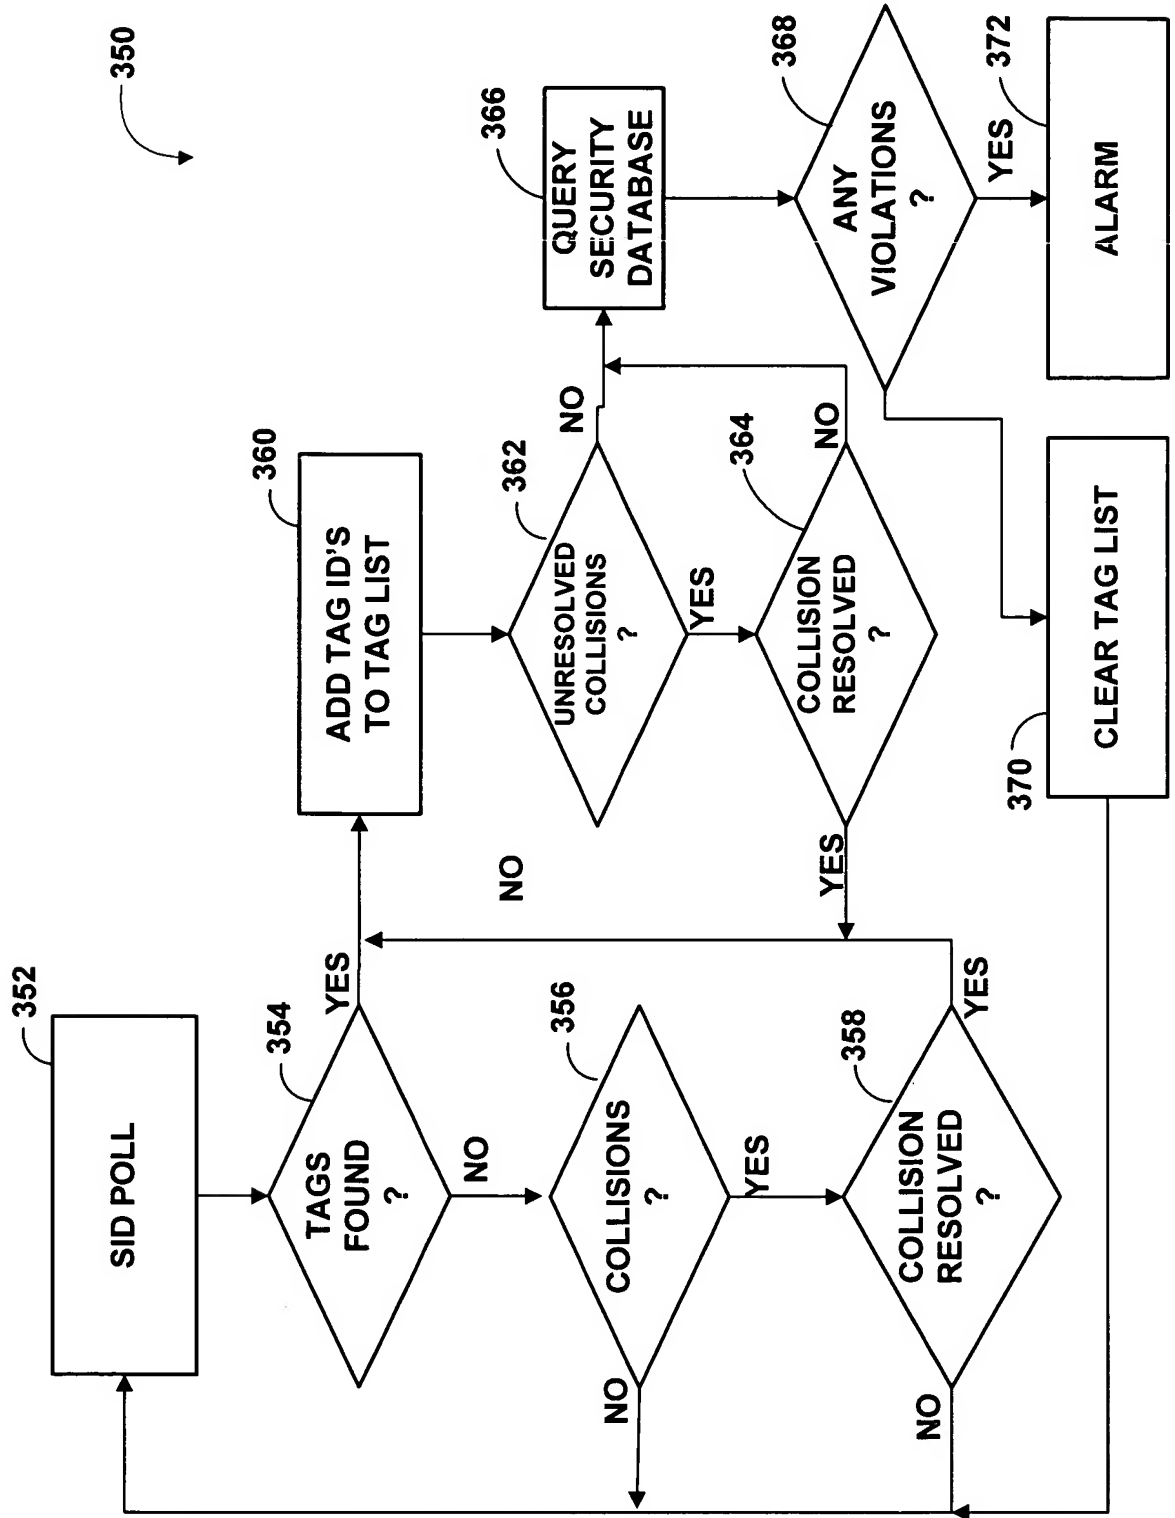 350
352
SID POLL
354
TAGS
FOUND
?
YES
NO
356
COLLISIONS
?
NO
YES
358
COLLISION
RESOLVED
?
NO
YES
360
ADD TAG ID'S
TO TAG LIST
NO
362
UNRESOLVED
COLLISIONS
?
NO
YES
364
COLLISION
RESOLVED
?
YES
NO
366
QUERY
SECURITY
DATABASE
368
ANY
VIOLATIONS
?
YES
370
CLEAR TAG LIST
372
ALARM